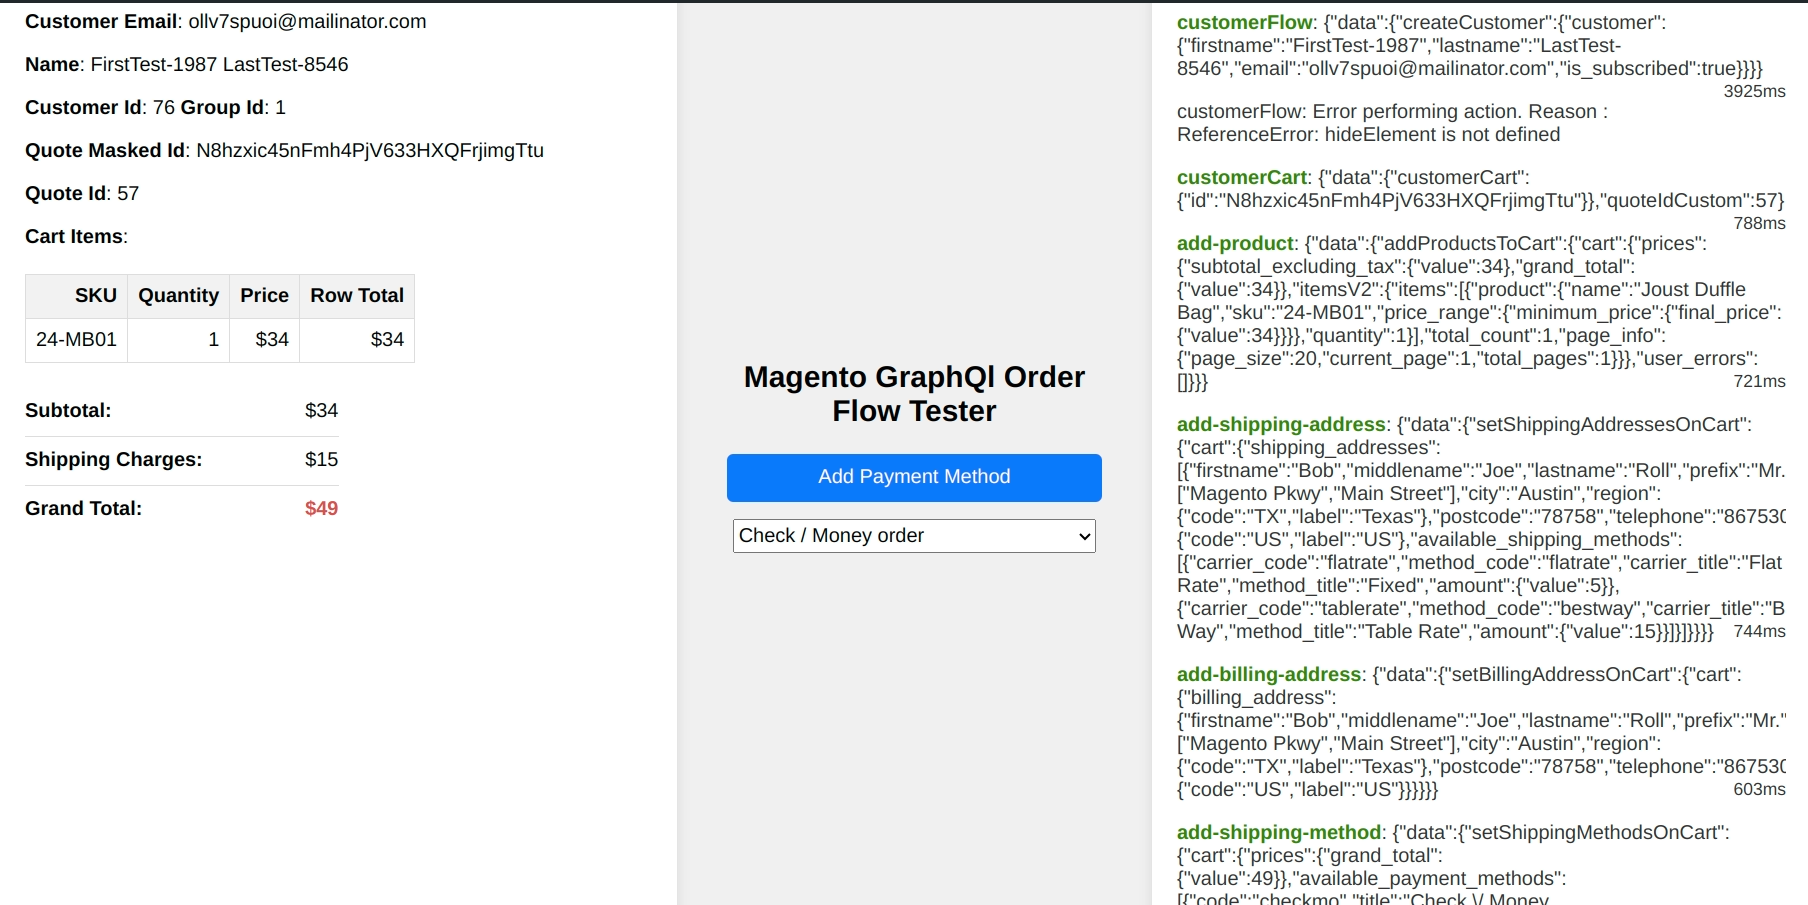 Customer Email: ollv7spuoi@mailinator.com
Name: FirstTest-1987 LastTest-8546
Customer Id: 76 Group Id: 1
Quote Masked Id: N8hzxic45nFmh4PjV633HXQFrjimgTtu
Quote Id: 57
Cart Items:
SKU Quantity Price Row Total
24-MB01 1 $34 $34
Subtotal: $34
Shipping Charges: $15
Grand Total: $49
Magento GraphQl Order
Flow Tester
Add Payment Method
Check / Money order
customerFlow: {"data":{"createCustomer":{"customer":
{"firstname":"FirstTest-1987","lastname":"LastTest-
8546","email":"ollv7spuoi@mailinator.com","is_subscribed":true}}}}
3925ms
customerFlow: Error performing action. Reason :
ReferenceError: hideElement is not defined
customerCart: {"data":{"customerCart":
{"id":"N8hzxic45nFmh4PjV633HXQFrjimgTtu"}},"quoteIdCustom":57}
788ms
add-product: {"data":{"addProductsToCart":{"cart":{"prices":
{"subtotal_excluding_tax":{"value":34},"grand_total":
{"value":34}},"itemsV2":{"items":[{"product":{"name":"Joust Duffle
Bag","sku":"24-MB01","price_range":{"minimum_price":{"final_price":
{"value":34}}}},"quantity":1}],"total_count":1,"page_info":
{"page_size":20,"current_page":1,"total_pages":1}}},"user_errors":
[]}}} 721ms
add-shipping-address: {"data":{"setShippingAddressesOnCart":
{"cart":{"shipping_addresses":
[{"firstname":"Bob","middlename":"Joe","lastname":"Roll","prefix":"Mr.
["Magento Pkwy","Main Street"],"city":"Austin","region":
{"code":"TX","label":"Texas"},"postcode":"78758","telephone":"867530
{"code":"US","label":"US"},"available_shipping_methods":
[{"carrier_code":"flatrate","method_code":"flatrate","carrier_title":"Flat
Rate","method_title":"Fixed","amount":{"value":5}},
{"carrier_code":"tablerate","method_code":"bestway","carrier_title":"B
Way","method_title":"Table Rate","amount":{"value":15}}]}]}}}} 744ms
add-billing-address: {"data":{"setBillingAddressOnCart":{"cart":
{"billing_address":
{"firstname":"Bob","middlename":"Joe","lastname":"Roll","prefix":"Mr."
["Magento Pkwy","Main Street"],"city":"Austin","region":
{"code":"TX","label":"Texas"},"postcode":"78758","telephone":"867530
{"code":"US","label":"US"}}}}}} 603ms
add-shipping-method: {"data":{"setShippingMethodsOnCart":
{"cart":{"prices":{"grand_total":
{"value":49}},"available_payment_methods":
[{"code":"checkmo","title":"Check \/ Money